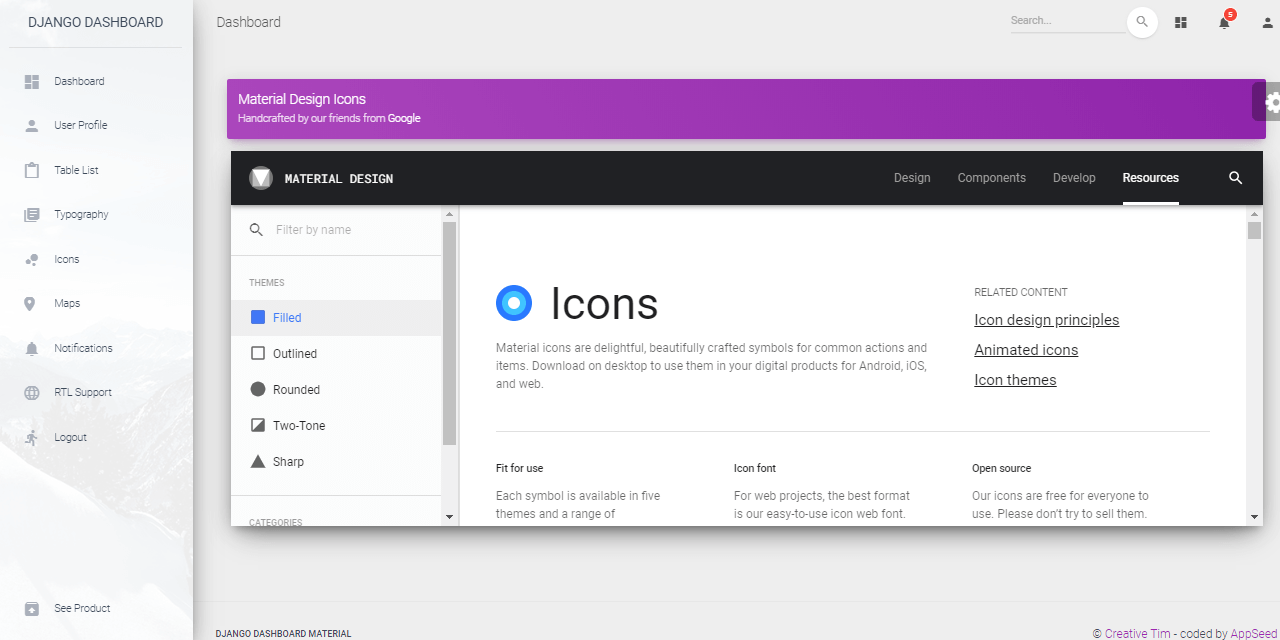 DJANGO DASHBOARD
Dashboard
User Profile
Table List
Typography
Icons
Maps
Notifications
RTL Support
Logout
See Product
Dashboard
Search...
5
Material Design Icons
Handcrafted by our friends from Google
MATERIAL DESIGN
Design
Components
Develop
Resources
Filter by name
THEMES
Filled
Outlined
Rounded
Two-Tone
Sharp
CATEGORIES
Icons
Material icons are delightful, beautifully crafted symbols for common actions and
items. Download on desktop to use them in your digital products for Android, iOS,
and web.
RELATED CONTENT
Icon design principles
Animated icons
Icon themes
Fit for use
Each symbol is available in five
themes and a range of
Icon font
For web projects, the best format
is our easy-to-use icon web font.
Open source
Our icons are free for everyone to
use. Please don’t try to sell them.
DJANGO DASHBOARD MATERIAL
© Creative Tim - coded by AppSeed